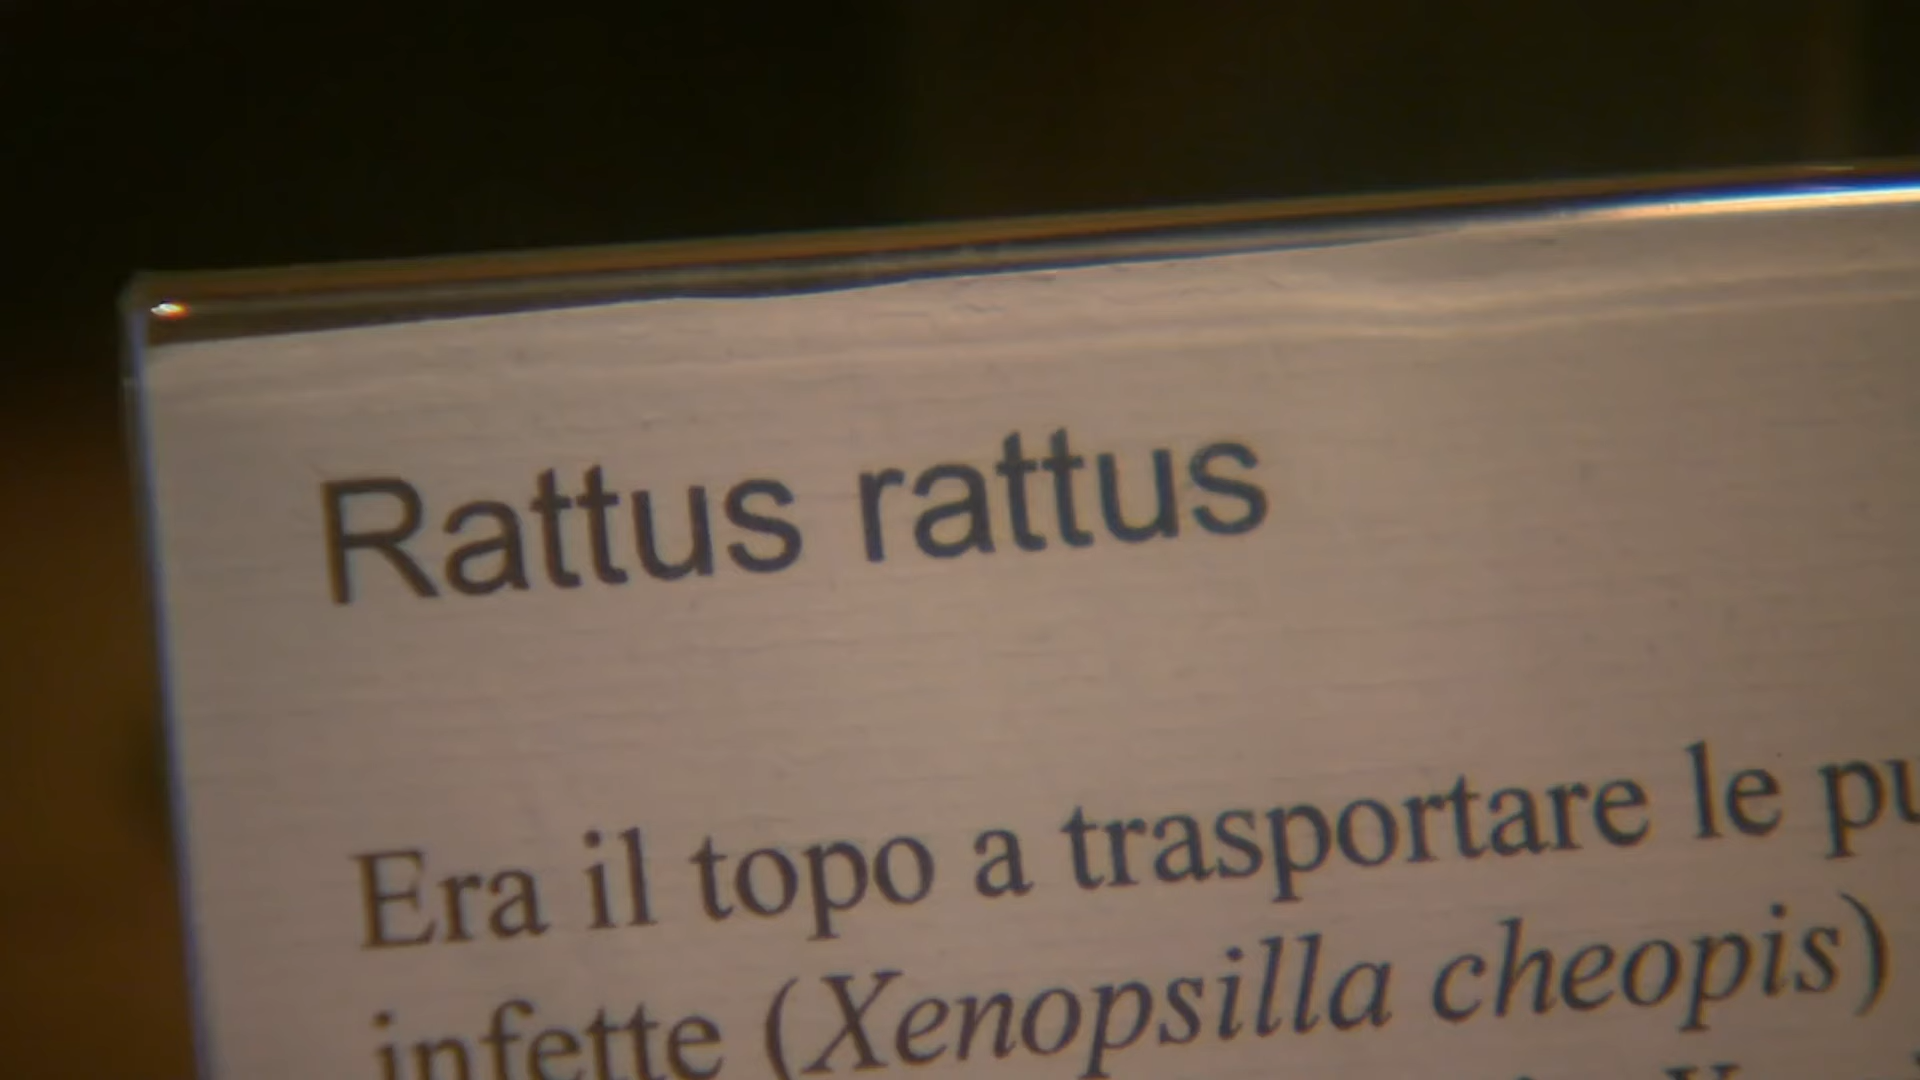 Rattus rattus
Era il topo a trasportare le
infette (Xenopsilla cheopis)